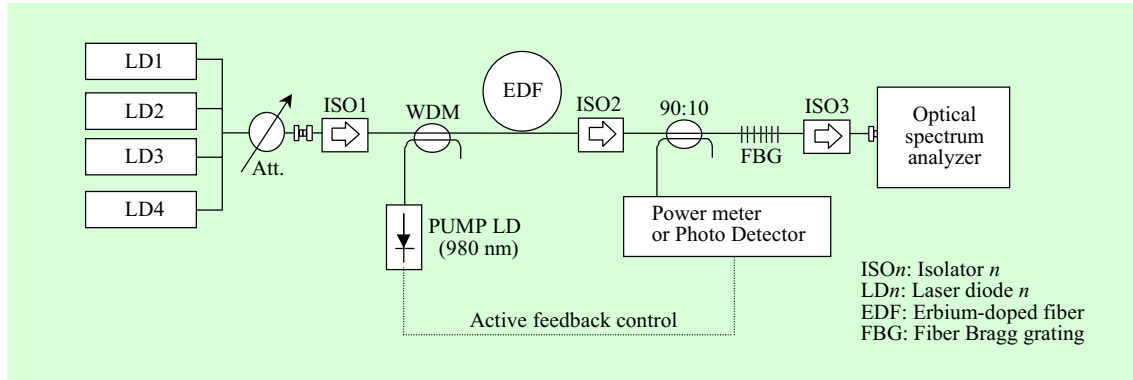 LD1
LD2
LD3
LD4
Att.
ISO1
WDM
EDF
ISO2
90:10
FBG
ISO3
Optical
spectrum
analyzer
PUMP LD
(980 nm)
Power meter
or Photo Detector
Active feedback control
ISOn: Isolator n
LDn: Laser diode n
EDF: Erbium-doped fiber
FBG: Fiber Bragg grating